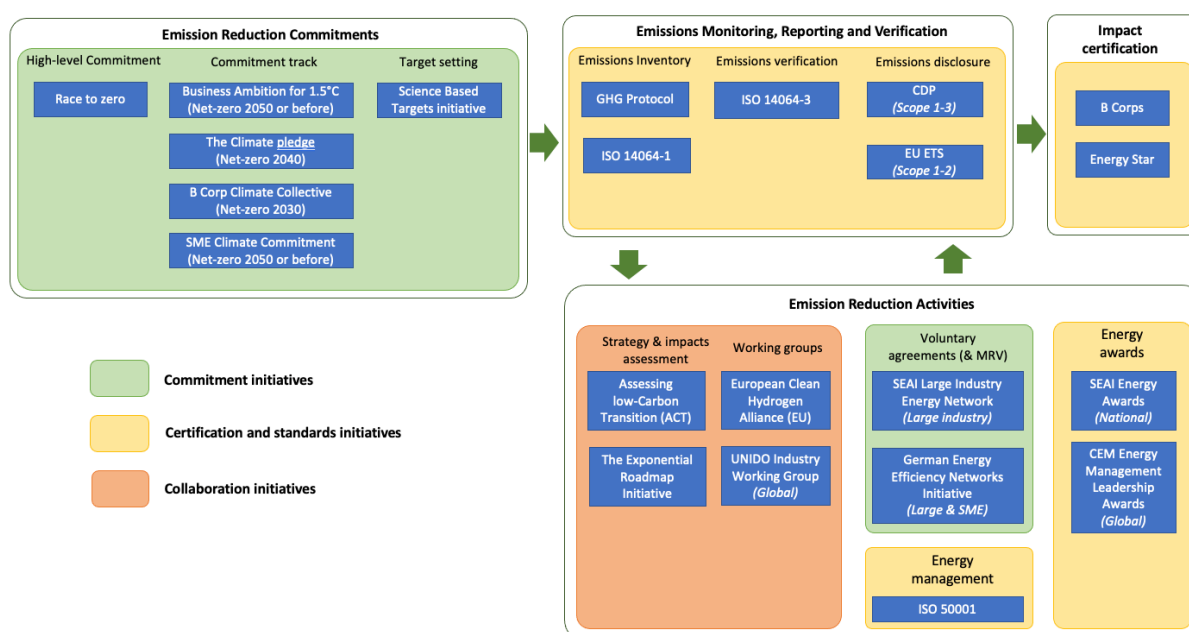 Emission Reduction Commitments
High-level Commitment
Commitment track
Target setting
Race to zero
Business Ambition for 1.5°C
(Net-zero 2050 or before)
The Climate pledge
(Net-zero 2040)
B Corp Climate Collective
(Net-zero 2030)
SME Climate Commitment
(Net-zero 2050 or before)
Science Based
Targets initiative
Emissions Monitoring, Reporting and Verification
Emissions Inventory
Emissions verification
Emissions disclosure
GHG Protocol
ISO 14064-1
ISO 14064-3
CDP
(Scope 1-3)
EU ETS
(Scope 1-2)
Impact
certification
B Corps
Energy Star
Emission Reduction Activities
Strategy & impacts
assessment
Assessing
low-Carbon
Transition (ACT)
The Exponential
Roadmap
Initiative
Working groups
European Clean
Hydrogen
Alliance (EU)
UNIDO Industry
Working Group
(Global)
Voluntary
agreements (& MRV)
SEAI Large Industry
Energy Network
(Large industry)
German Energy
Efficiency Networks
Initiative
(Large & SME)
Energy
management
ISO 50001
Energy
awards
SEAI Energy
Awards
(National)
CEM Energy
Management
Leadership
Awards
(Global)
Commitment initiatives
Certification and standards initiatives
Collaboration initiatives